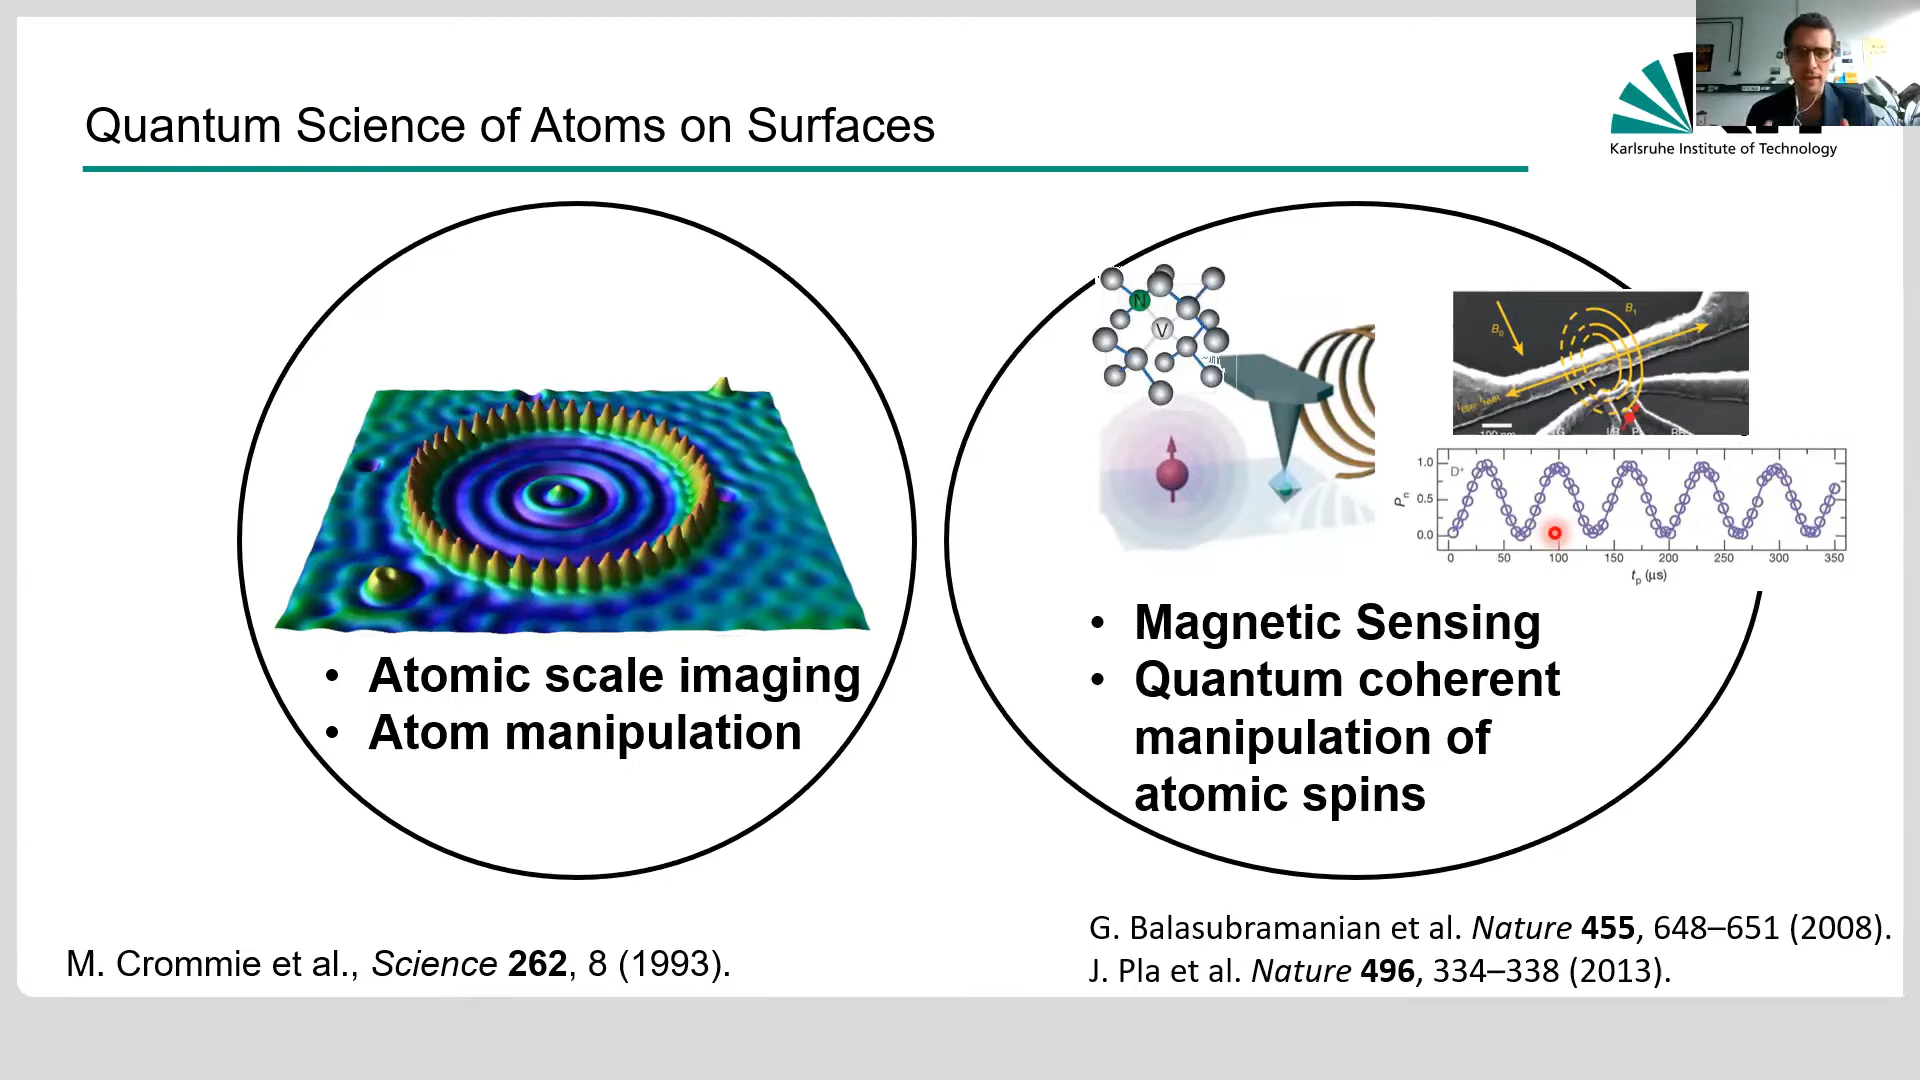 Quantum Science of Atoms on Surfaces
Karlsruhe Institute of Technology
• Atomic scale imaging
• Atom manipulation
N
V
B₀
B₁
100 nm
D⁺
Pₙ
1.0
0.5
0.0
0 50 100 150 200 250 300 350
tₚ (μs)
• Magnetic Sensing
• Quantum coherent
manipulation of
atomic spins
M. Crommie et al., Science 262, 8 (1993).
G. Balasubramanian et al. Nature 455, 648–651 (2008).
J. Pla et al. Nature 496, 334–338 (2013).